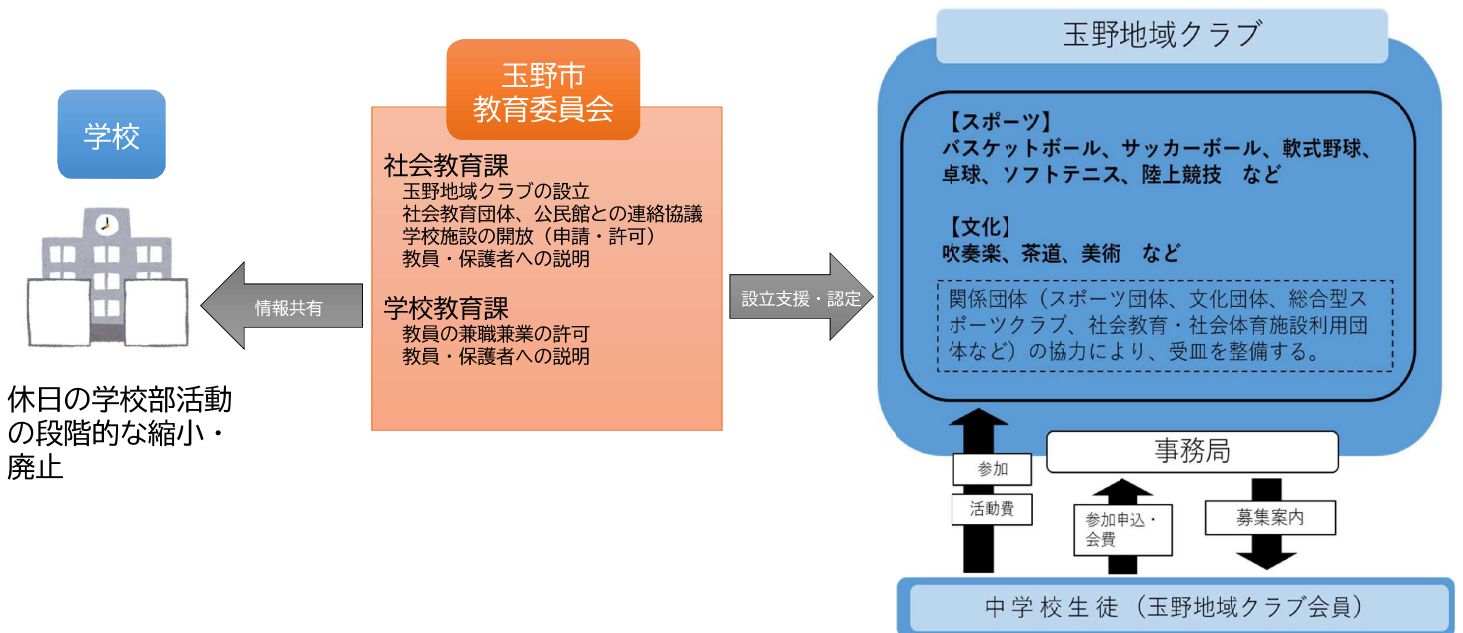 学校
休日の学校部活動
の段階的な縮小・
廃止
情報共有
玉野市
教育委員会
社会教育課
玉野地域クラブの設立
社会教育団体、公民館との連絡協議
学校施設の開放（申請・許可）
教員・保護者への説明
学校教育課
教員の兼職兼業の許可
教員・保護者への説明
設立支援・認定
玉野地域クラブ
【スポーツ】
バスケットボール、サッカーボール、軟式野球、
卓球、ソフトテニス、陸上競技　など
【文化】
吹奏楽、茶道、美術　など
関係団体（スポーツ団体、文化団体、総合型ス
ポーツクラブ、社会教育・社会体育施設利用団
体など）の協力により、受皿を整備する。
事務局
参加
活動費
参加申込・
会費
募集案内
中学校生徒（玉野地域クラブ会員）